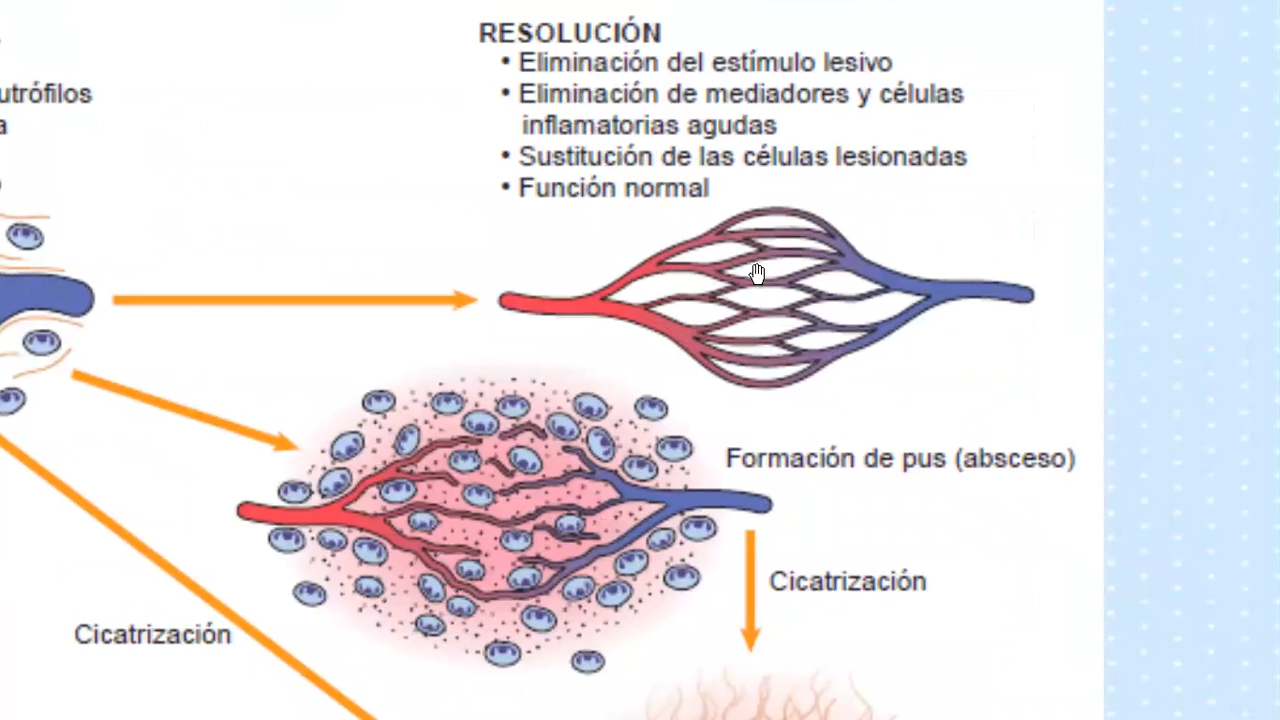 RESOLUCIÓN
• Eliminación del estímulo lesivo
• Eliminación de mediadores y células
inflamatorias agudas
• Sustitución de las células lesionadas
• Función normal
utrófilos
a
Formación de pus (absceso)
Cicatrización
Cicatrización